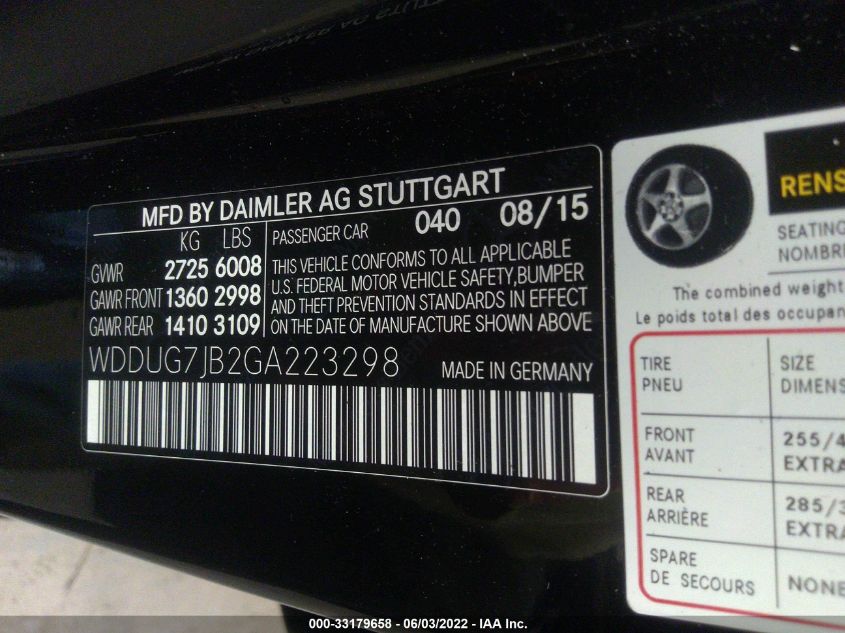 MFD BY DAIMLER AG STUTTGART
KG LBS
GVWR 2725 6008
GAWR FRONT 1360 2998
GAWR REAR 1410 3109
PASSENGER CAR 040 08/15
THIS VEHICLE CONFORMS TO ALL APPLICABLE
U.S. FEDERAL MOTOR VEHICLE SAFETY,BUMPER
AND THEFT PREVENTION STANDARDS IN EFFECT
ON THE DATE OF MANUFACTURE SHOWN ABOVE
WDDUG7JB2GA223298 MADE IN GERMANY
RENS
SEATING
NOMBR
The combined weight
Le poids total des occupan
TIRE SIZE
PNEU DIMENS
FRONT 255/4
AVANT EXTRA
REAR 285/3
ARRIÈRE EXTRA
SPARE
DE SECOURS NONE
000-33179658 - 06/03/2022 - IAA Inc.